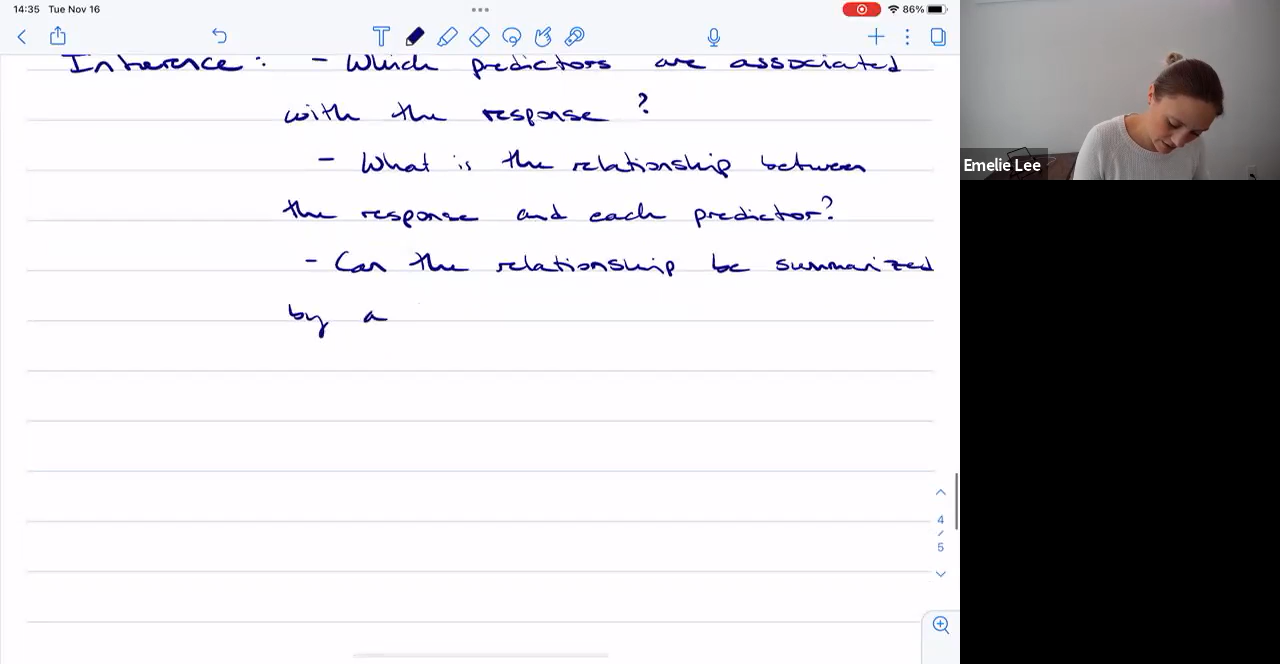 14:35 Tue Nov 16
86%
Inference : - Which predictors are associated
with the response ?
- What is the relationship between
the response and each predictor?
- Can the relationship be summarized
by a
4
/
5
Emelie Lee